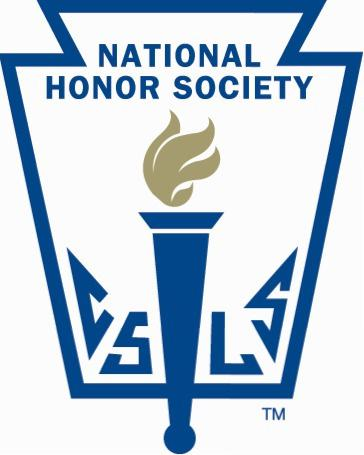 NATIONAL
HONOR SOCIETY
C S L S
TM